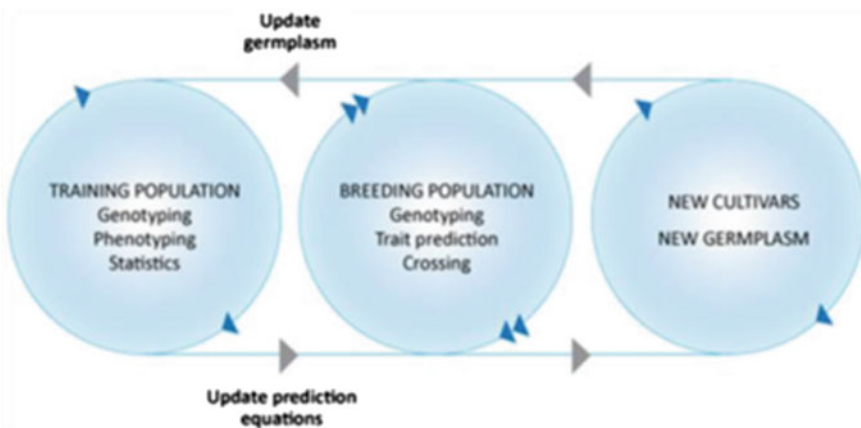 Update
germplasm
TRAINING POPULATION
Genotyping
Phenotyping
Statistics
BREEDING POPULATION
Genotyping
Trait prediction
Crossing
NEW CULTIVARS
NEW GERMPLASM
Update prediction
equations